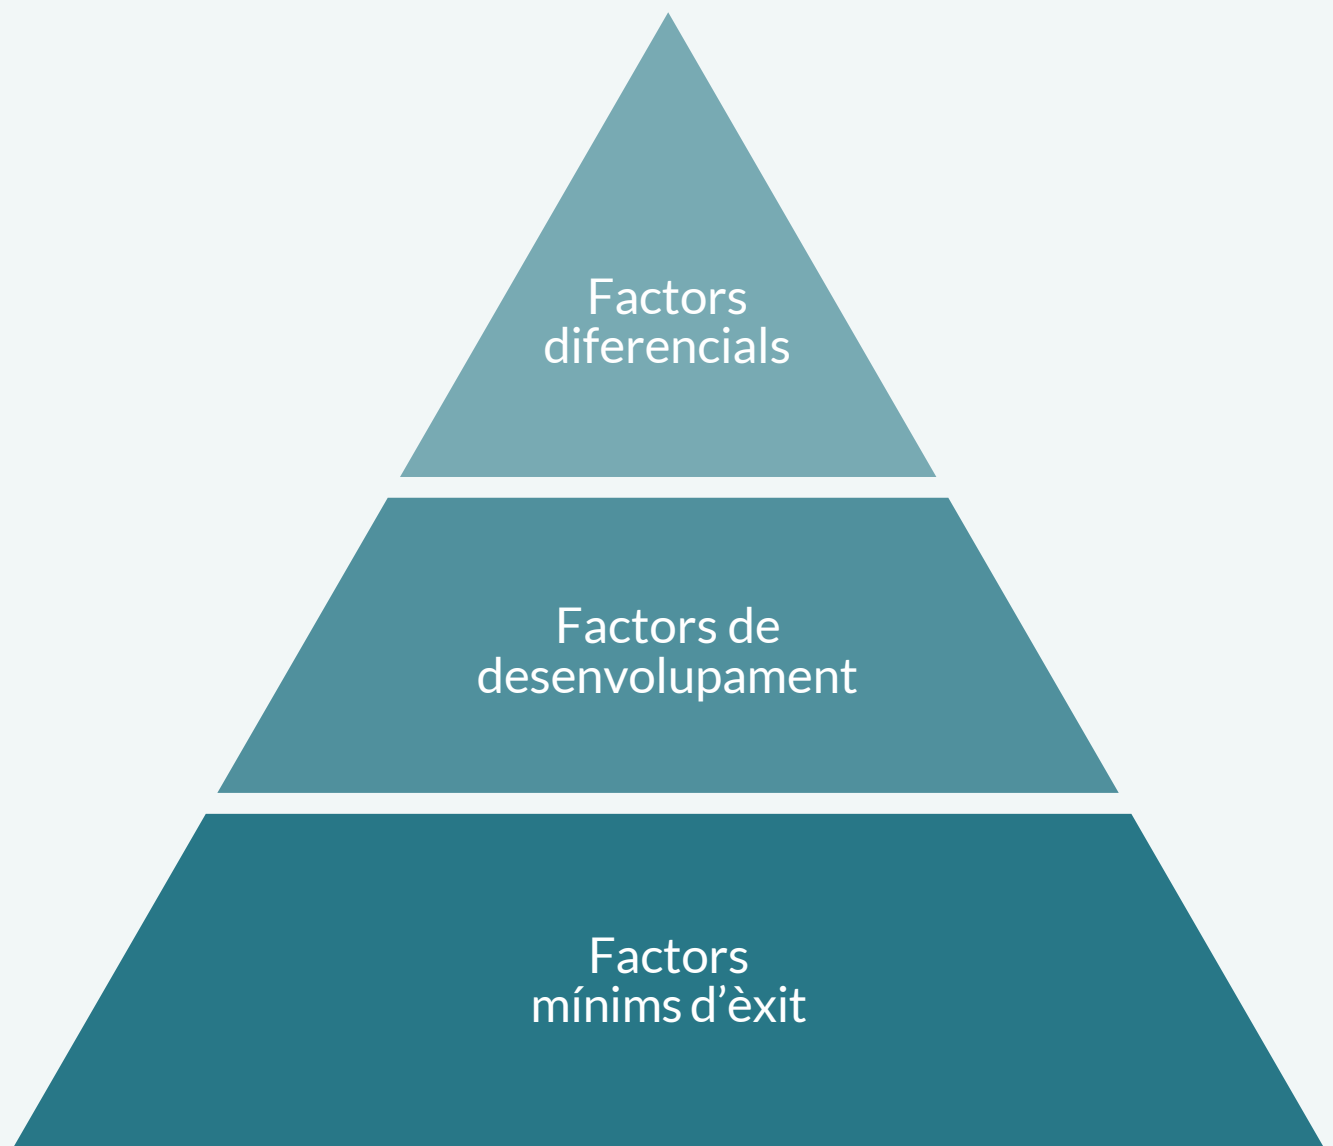 Factors
diferencials
Factors de
desenvolupament
Factors
mínims d’èxit